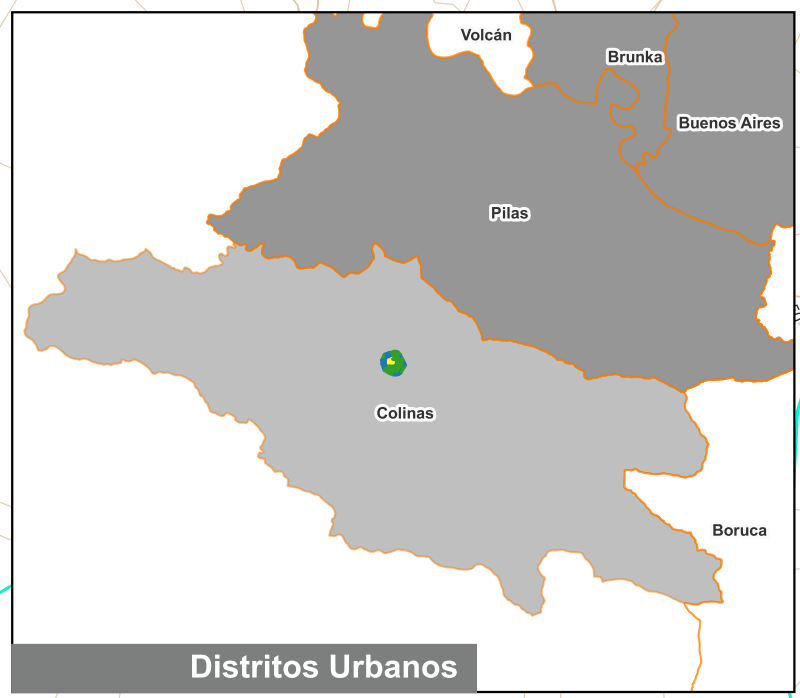 Volcán
Brunka
Buenos Aires
Pilas
Colinas
Boruca
Distritos Urbanos